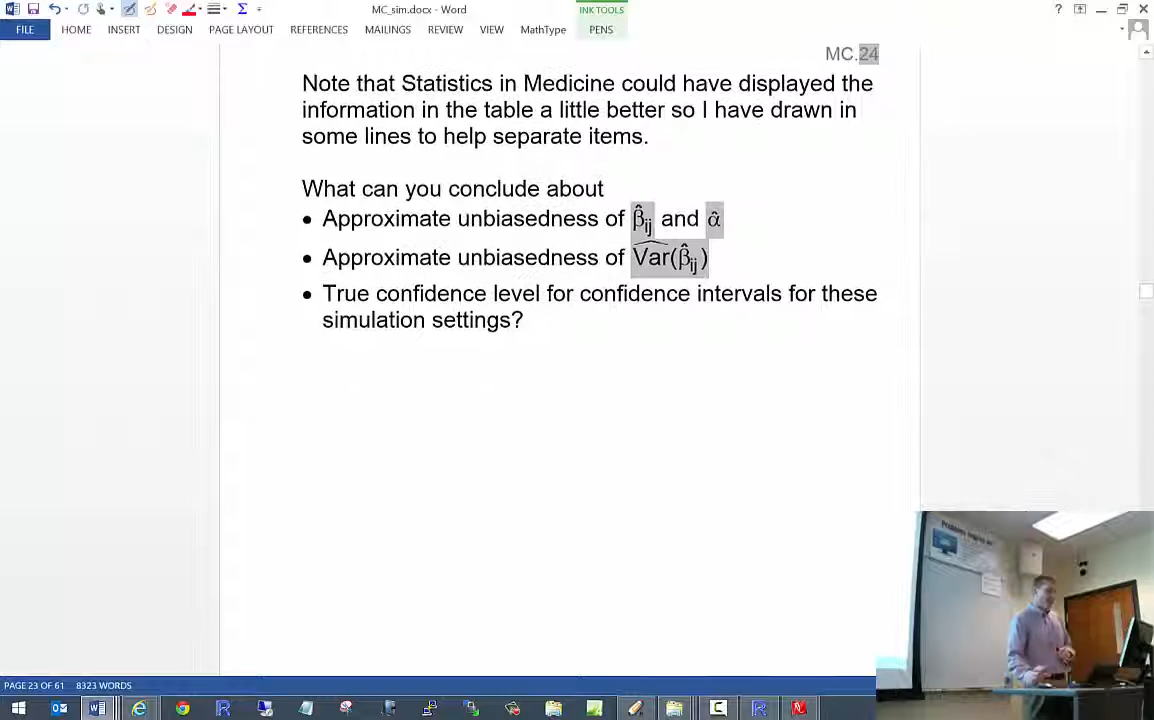 MC_sim.docx - Word
INK TOOLS
FILE HOME INSERT DESIGN PAGE LAYOUT REFERENCES MAILINGS REVIEW VIEW MathType PENS
MC.24
Note that Statistics in Medicine could have displayed the
information in the table a little better so I have drawn in
some lines to help separate items.
What can you conclude about
• Approximate unbiasedness of β̂ij and α̂
• Approximate unbiasedness of V͡ar(β̂ij)
• True confidence level for confidence intervals for these
simulation settings?
PAGE 23 OF 61 8323 WORDS